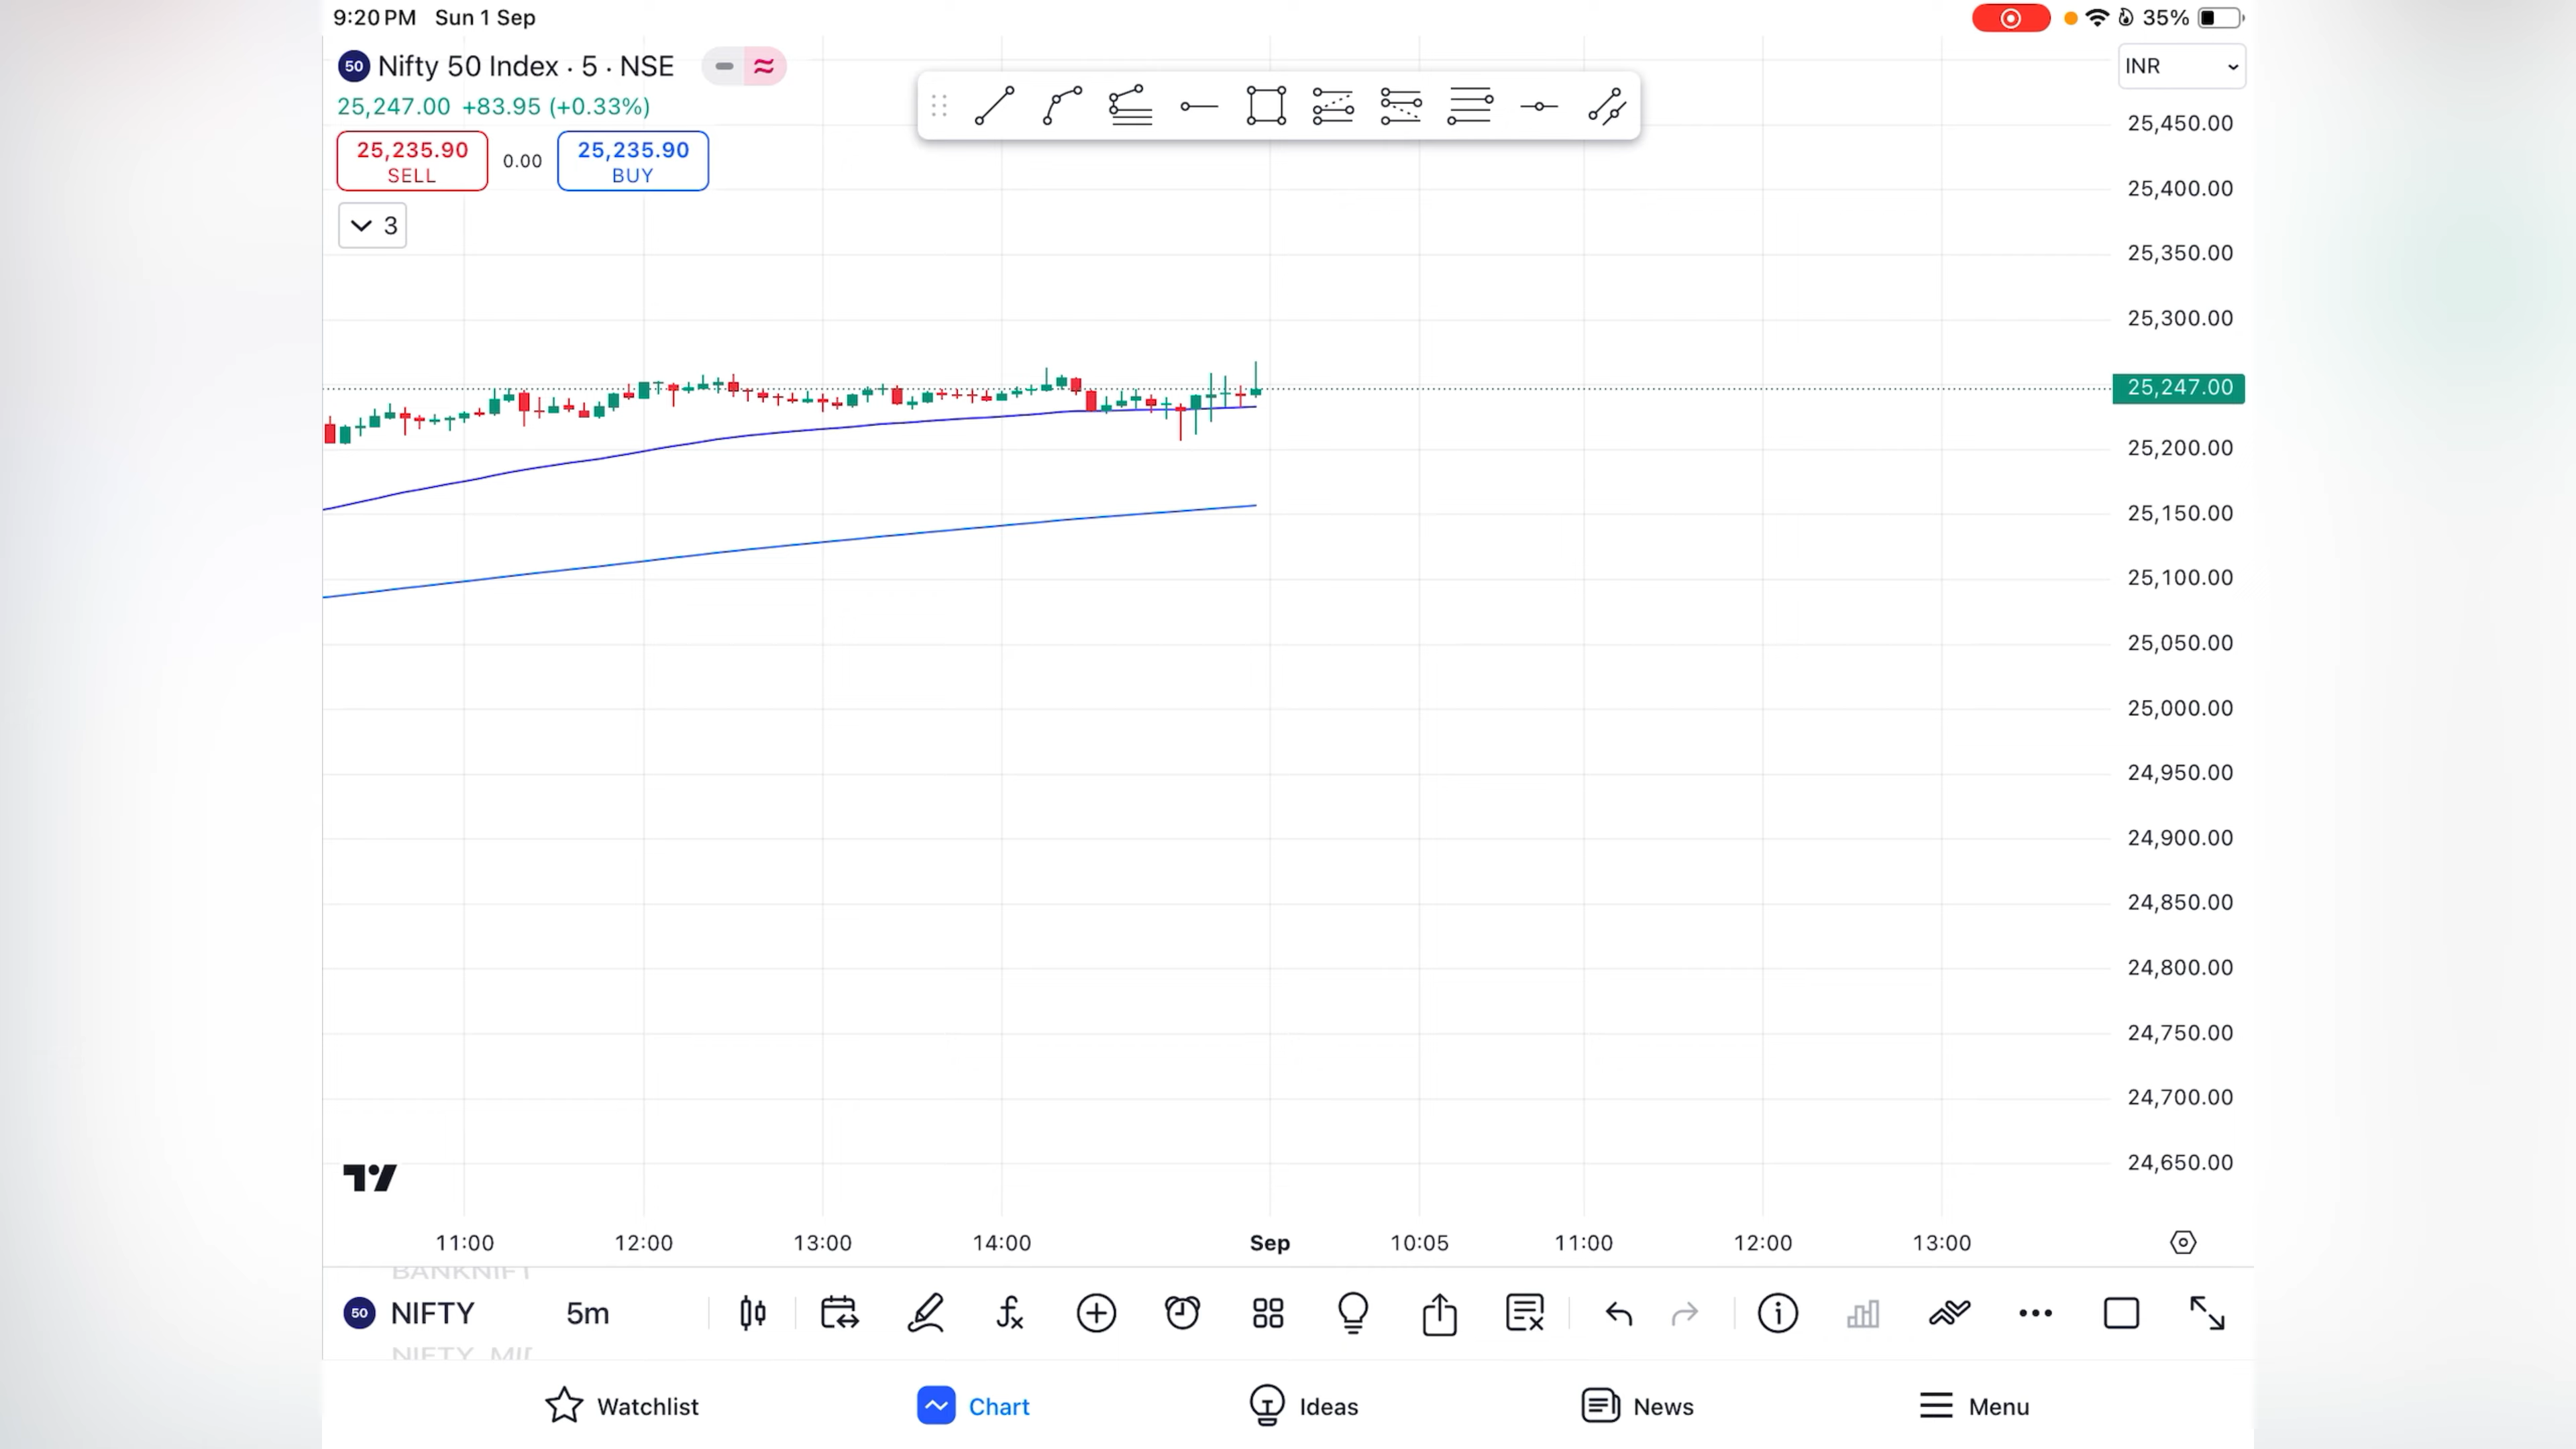 9:20 PM Sun 1 Sep
35%
50 Nifty 50 Index · 5 · NSE
INR
25,247.00 +83.95 (+0.33%)
25,235.90
SELL
0.00
25,235.90
BUY
3
25,450.00
25,400.00
25,350.00
25,300.00
25,247.00
25,200.00
25,150.00
25,100.00
25,050.00
25,000.00
24,950.00
24,900.00
24,850.00
24,800.00
24,750.00
24,700.00
24,650.00
11:00 12:00 13:00 14:00 Sep 10:05 11:00 12:00 13:00
BANKNIFT
50 NIFTY 5m
Watchlist Chart Ideas News Menu